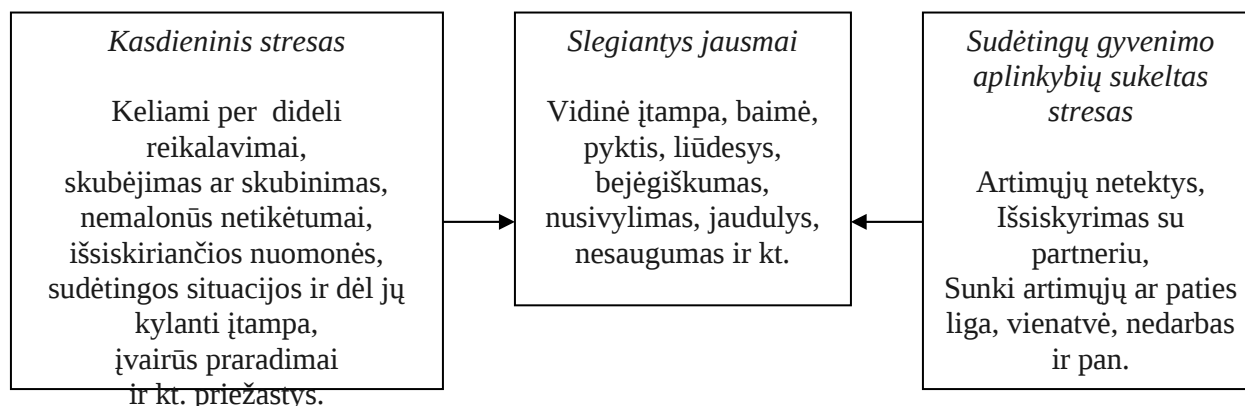 Kasdieninis stresas
Keliami per dideli
reikalavimai,
skubėjimas ar skubinimas,
nemalonūs netikėtumai,
išsiskiriančios nuomonės,
sudėtingos situacijos ir dėl jų
kylanti įtampa,
įvairūs praradimai
ir kt. priežastys.
Slegiantys jausmai
Vidinė įtampa, baimė,
pyktis, liūdesys,
bejėgiškumas,
nusivylimas, jaudulys,
nesaugumas ir kt.
Sudėtingų gyvenimo
aplinkybių sukeltas
stresas
Artimųjų netektys,
Išsiskyrimas su
partneriu,
Sunki artimųjų ar paties
liga, vienatvė, nedarbas
ir pan.